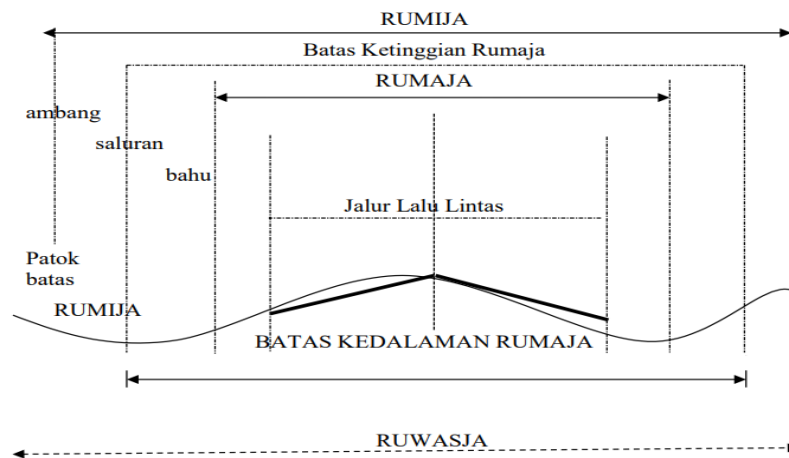 RUMIJA
Batas Ketinggian Rumaja
RUMAJA
ambang
saluran
bahu
Jalur Lalu Lintas
Patok
batas
RUMIJA
BATAS KEDALAMAN RUMAJA
RUWASJA